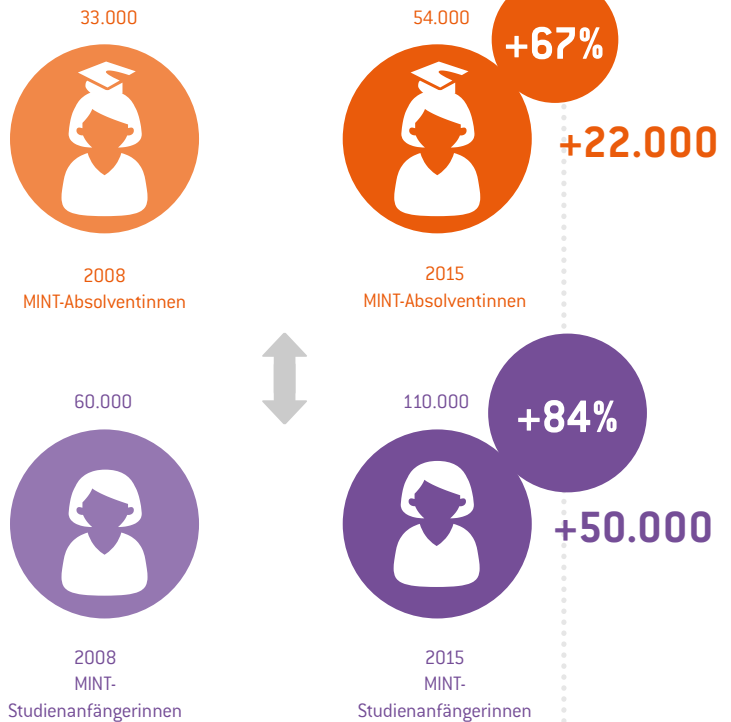 33.000
54.000
+67%
+22.000
2008
MINT-Absolventinnen
2015
MINT-Absolventinnen
60.000
110.000
+84%
+50.000
2008
MINT-
Studienanfängerinnen
2015
MINT-
Studienanfängerinnen